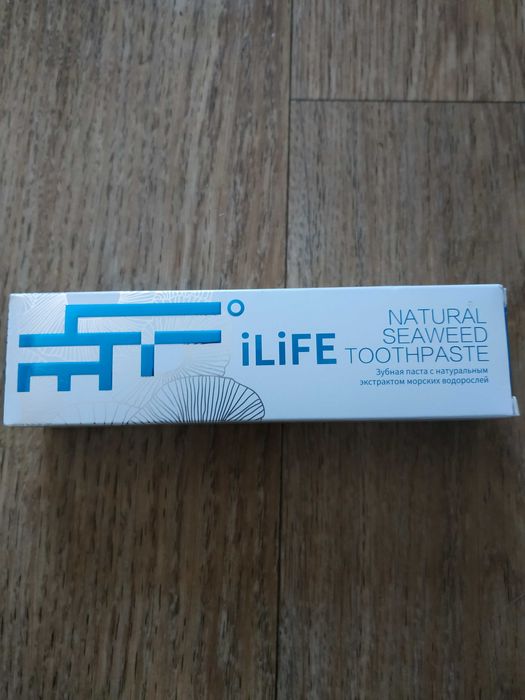 iLiFE
NATURAL
SEAWEED
TOOTHPASTE
Зубная паста с натуральным
экстрактом морских водорослей